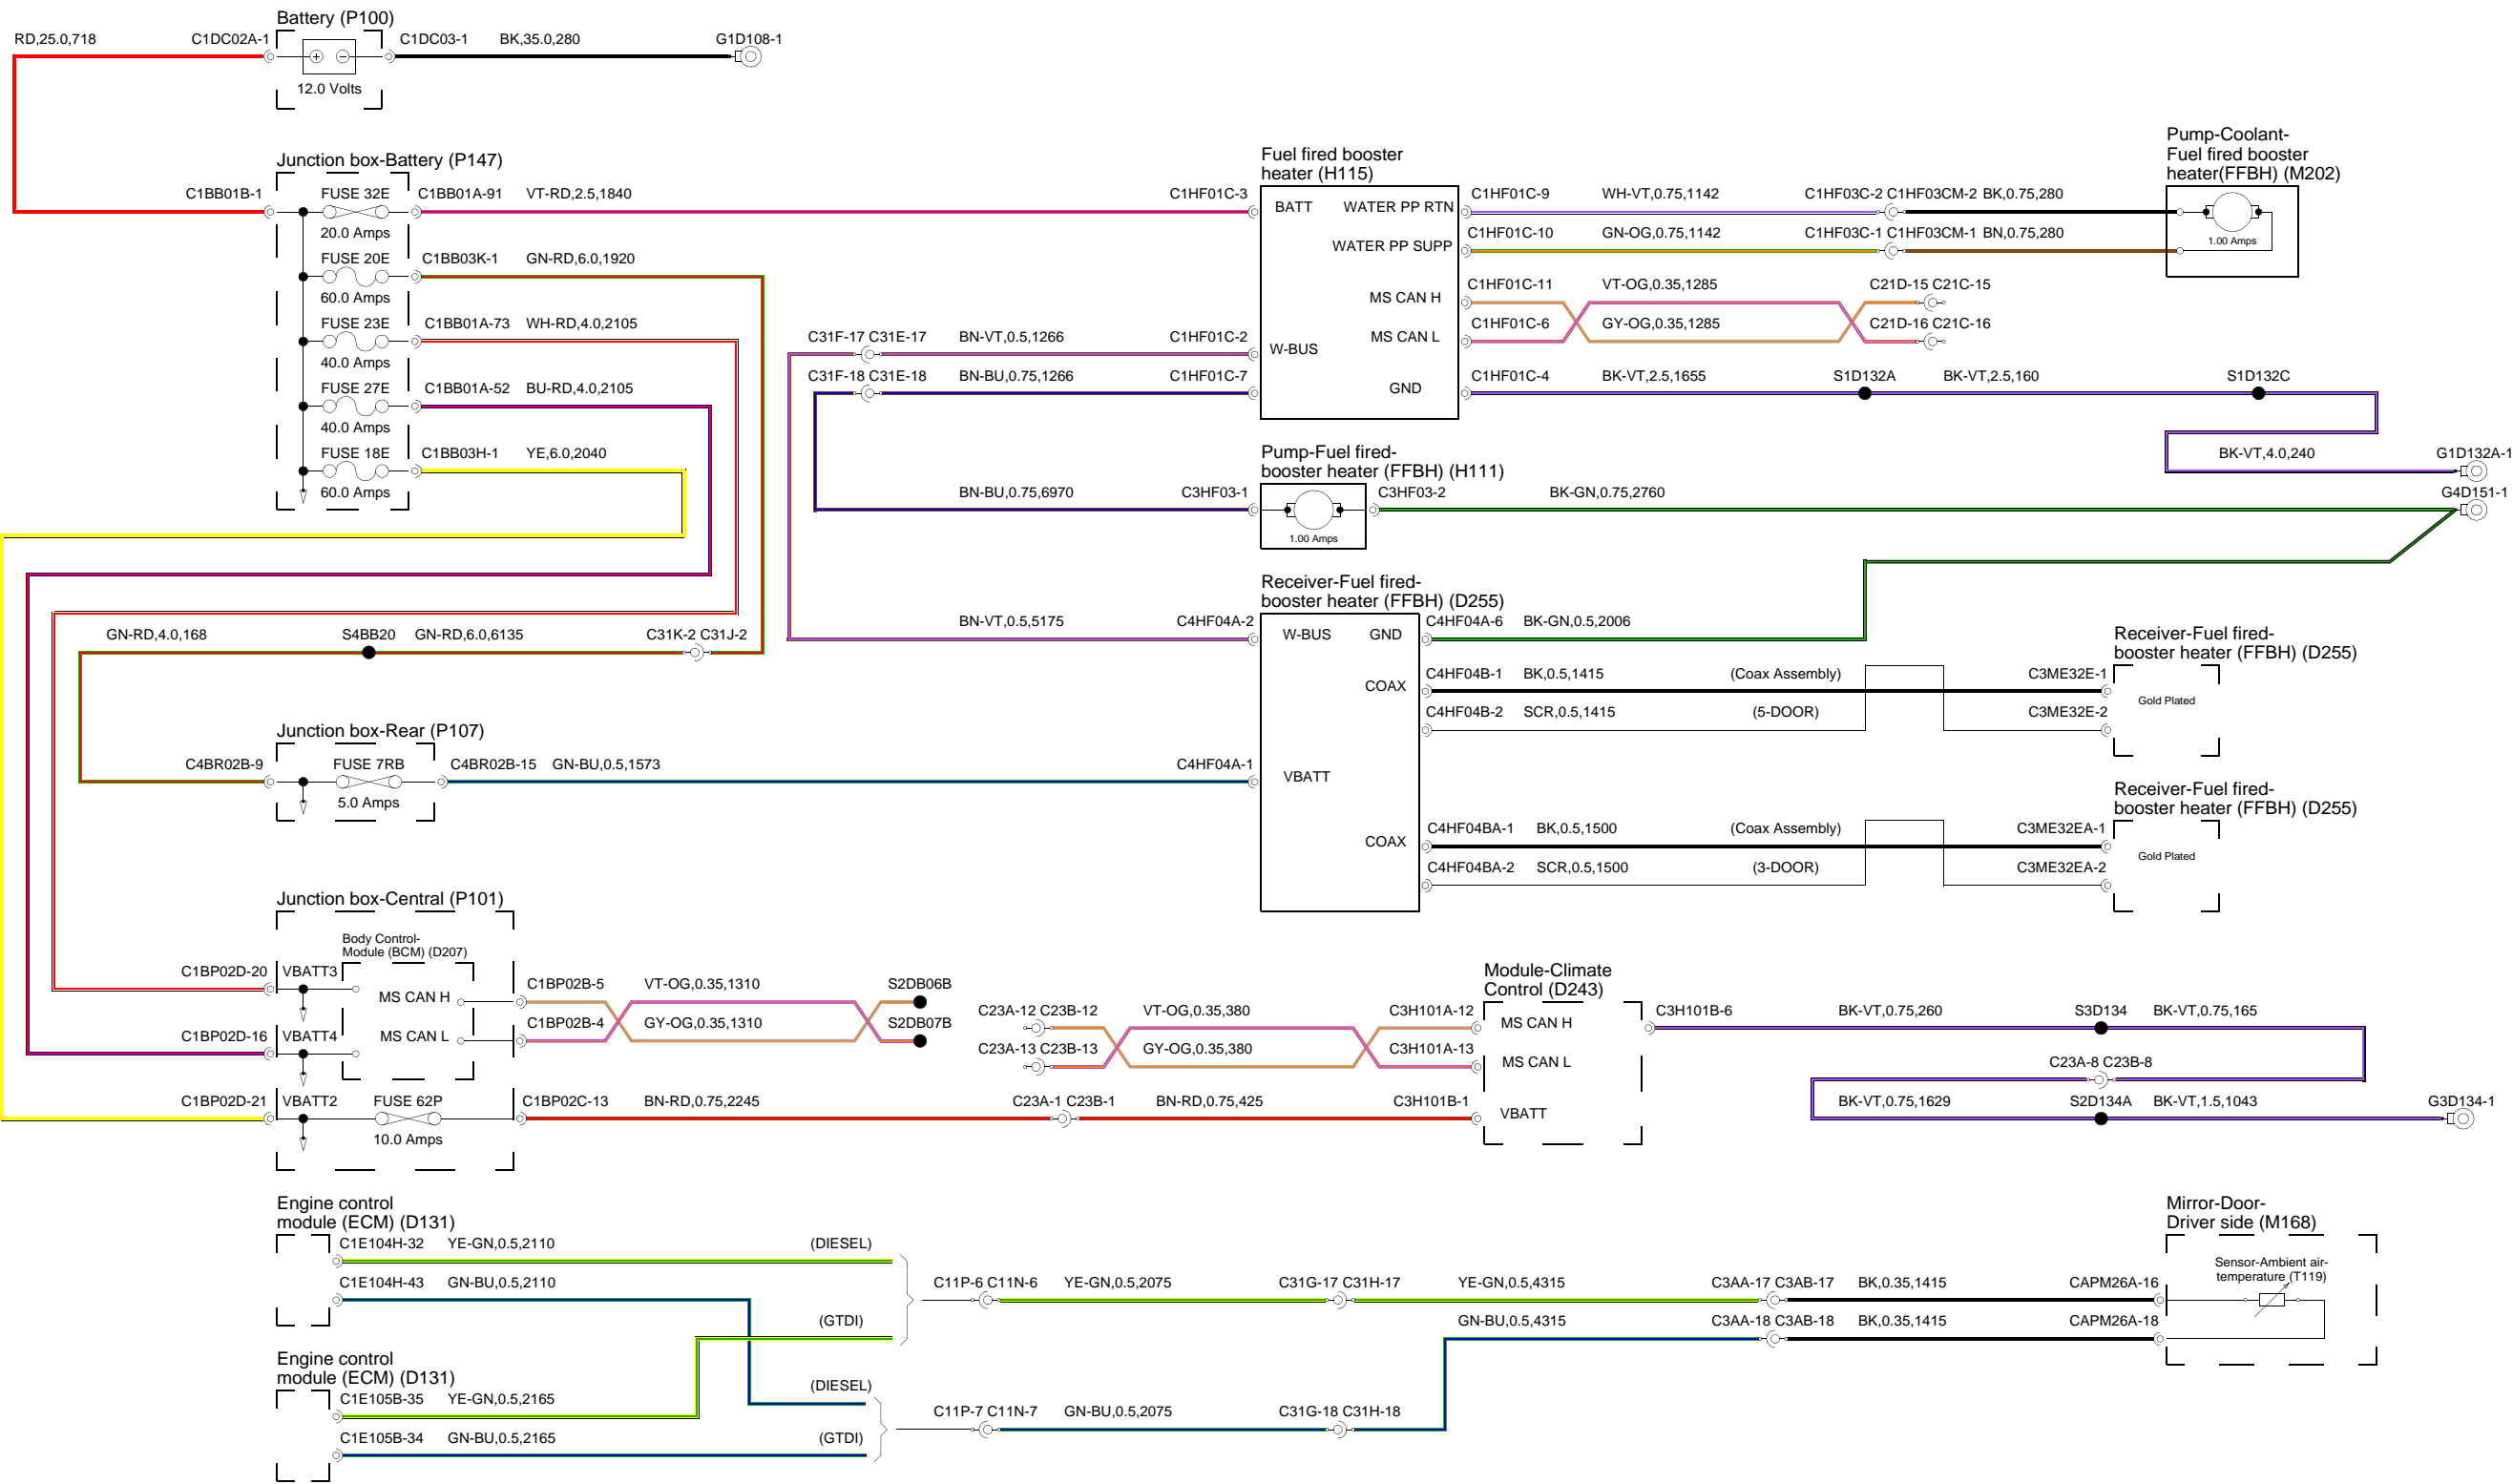 Battery (P100)
RD,25.0,718
C1DC02A-1
C1DC03-1
BK,35.0,280
G1D108-1
12.0 Volts
Junction box-Battery (P147)
C1BB01B-1
FUSE 32E
C1BB01A-91
VT-RD,2.5,1840
20.0 Amps
FUSE 20E
C1BB03K-1
GN-RD,6.0,1920
60.0 Amps
FUSE 23E
C1BB01A-73
WH-RD,4.0,2105
40.0 Amps
FUSE 27E
C1BB01A-52
BU-RD,4.0,2105
40.0 Amps
FUSE 18E
C1BB03H-1
YE,6.0,2040
60.0 Amps
Fuel fired booster
heater (H115)
C1HF01C-3
BATT
WATER PP RTN
C1HF01C-9
WH-VT,0.75,1142
C1HF03C-2 C1HF03CM-2 BK,0.75,280
WATER PP SUPP
C1HF01C-10
GN-OG,0.75,1142
C1HF03C-1 C1HF03CM-1 BN,0.75,280
Pump-Coolant-
Fuel fired booster
heater(FFBH) (M202)
1.00 Amps
MS CAN H
C1HF01C-11
VT-OG,0.35,1285
C21D-15 C21C-15
MS CAN L
C1HF01C-6
GY-OG,0.35,1285
C21D-16 C21C-16
C31F-17 C31E-17
BN-VT,0.5,1266
C1HF01C-2
W-BUS
C31F-18 C31E-18
BN-BU,0.75,1266
C1HF01C-7
GND
C1HF01C-4
BK-VT,2.5,1655
S1D132A
BK-VT,2.5,160
S1D132C
BK-VT,4.0,240
G1D132A-1
Pump-Fuel fired-
booster heater (FFBH) (H111)
BN-BU,0.75,6970
C3HF03-1
C3HF03-2
BK-GN,0.75,2760
G4D151-1
1.00 Amps
Receiver-Fuel fired-
booster heater (FFBH) (D255)
BN-VT,0.5,5175
C4HF04A-2
W-BUS
GND
C4HF04A-6
BK-GN,0.5,2006
GN-RD,4.0,168
S4BB20
GN-RD,6.0,6135
C31K-2 C31J-2
COAX
C4HF04B-1
BK,0.5,1415
(Coax Assembly)
C3ME32E-1
C4HF04B-2
SCR,0.5,1415
(5-DOOR)
C3ME32E-2
Receiver-Fuel fired-
booster heater (FFBH) (D255)
Gold Plated
Junction box-Rear (P107)
C4BR02B-9
FUSE 7RB
C4BR02B-15
GN-BU,0.5,1573
C4HF04A-1
VBATT
5.0 Amps
COAX
C4HF04BA-1
BK,0.5,1500
(Coax Assembly)
C3ME32EA-1
C4HF04BA-2
SCR,0.5,1500
(3-DOOR)
C3ME32EA-2
Receiver-Fuel fired-
booster heater (FFBH) (D255)
Gold Plated
Junction box-Central (P101)
Body Control-
Module (BCM) (D207)
C1BP02D-20
VBATT3
MS CAN H
C1BP02B-5
VT-OG,0.35,1310
S2DB06B
C1BP02D-16
VBATT4
MS CAN L
C1BP02B-4
GY-OG,0.35,1310
S2DB07B
C1BP02D-21
VBATT2
FUSE 62P
C1BP02C-13
BN-RD,0.75,2245
C23A-1 C23B-1
BN-RD,0.75,425
C3H101B-1
10.0 Amps
C23A-12 C23B-12
VT-OG,0.35,380
C3H101A-12
C23A-13 C23B-13
GY-OG,0.35,380
C3H101A-13
Module-Climate
Control (D243)
MS CAN H
MS CAN L
VBATT
C3H101B-6
BK-VT,0.75,260
S3D134
BK-VT,0.75,165
C23A-8 C23B-8
BK-VT,0.75,1629
S2D134A
BK-VT,1.5,1043
G3D134-1
Engine control
module (ECM) (D131)
C1E104H-32
YE-GN,0.5,2110
(DIESEL)
C1E104H-43
GN-BU,0.5,2110
(GTDI)
C11P-6 C11N-6
YE-GN,0.5,2075
C31G-17 C31H-17
YE-GN,0.5,4315
C3AA-17 C3AB-17
BK,0.35,1415
CAPM26A-16
GN-BU,0.5,4315
C3AA-18 C3AB-18
BK,0.35,1415
CAPM26A-18
Mirror-Door-
Driver side (M168)
Sensor-Ambient air-
temperature (T119)
Engine control
module (ECM) (D131)
C1E105B-35
YE-GN,0.5,2165
(DIESEL)
C1E105B-34
GN-BU,0.5,2165
(GTDI)
C11P-7 C11N-7
GN-BU,0.5,2075
C31G-18 C31H-18